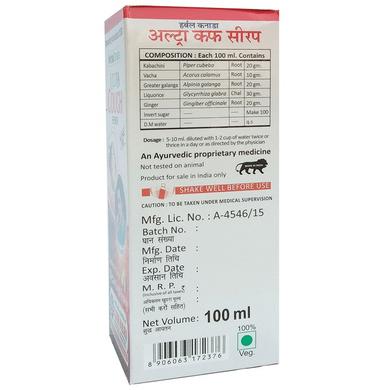 हर्बल कनाडा
अल्ट्रा कफ सीरप
COMPOSITION : Each 100 ml. Contains
Kabachini Piper cubeba Root 20 gm.
Vacha Acorus calomus Root 10 gm.
Greater galanga Alpinia galanga Root 20 gm.
Liquorice Glycyrrhiza glabra Chal 30 gm.
Ginger Gingiber officinale Root 20 gm.
Invert sugar — — Make 100
D.M water — — q.s
Dosage : 5-10 ml. diluted with 1-2 cup of water twice or
thrice in a day or as directed by the physician
An Ayurvedic proprietary medicine
Not tested on animal
Product for sale in India only
MAKE IN INDIA
SHAKE WELL BEFORE USE
CAUTION : TO BE TAKEN UNDER MEDICAL SUPERVISION
Mfg. Lic. No. : A-4546/15
Batch No. :
घान संख्या
Mfg. Date :
निर्माण तिथि
Exp. Date :
अवसान तिथि
M. R. P. ₹ :
(Inclusive of all taxes)
अधिकतम खुदरा मूल्य
(सभी करों सहित)
Net Volume: 100 ml
शुद्ध आयतन
8 906063 172376
100%
Veg.